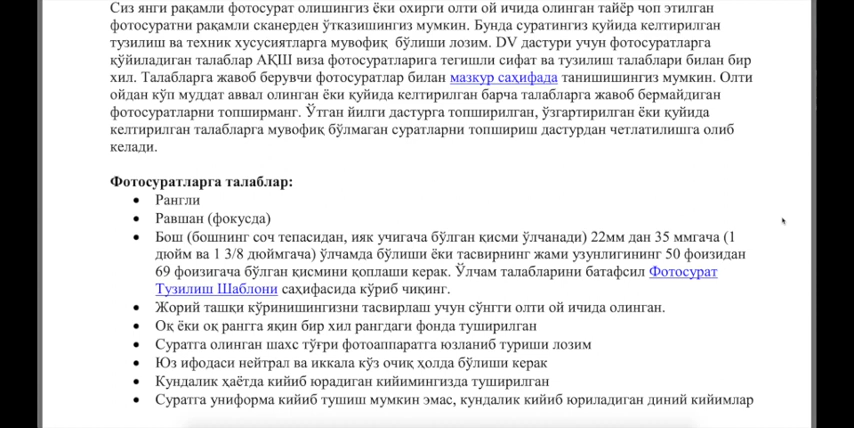 Сиз янги рақамли фотосурат олишингиз ёки охирги олти ой ичида олинган тайёр чоп этилган
фотосуратни рақамли сканерден ўтказишингиз мумкин. Бунда суратингиз қуйида келтирилган
тузилиш ва техник хусусиятларга мувофиқ бўлиши лозим. DV дастури учун фотосуратларга
қўйиладиган талаблар АҚШ виза фотосуратларига тегишли сифат ва тузилиш талаблари билан бир
хил. Талабларга жавоб берувчи фотосуратлар билан мазкур саҳифада танишишингиз мумкин. Олти
ойдан кўп муддат аввал олинган ёки қуйида келтирилган барча талабларга жавоб бермайдиган
фотосуратларни топширманг. Ўтган йилги дастурга топширилган, ўзгартирилган ёки қуйида
келтирилган талабларга мувофиқ бўлмаган суратларни топшириш дастурдан четлатилишга олиб
келади.
Фотосуратларга талаблар:
• Рангли
• Равшан (фокусда)
• Бош (бошнинг соч тепасидан, ияк учигача бўлган қисми ўлчанади) 22мм дан 35 ммгача (1
дюйм ва 1 3/8 дюймгача) ўлчамда бўлиши ёки тасвирнинг жами узунлигининг 50 фоизидан
69 фоизигача бўлган қисмини қоплаши керак. Ўлчам талабларини батафсил Фотосурат
Тузилиш Шаблони саҳифасида кўриб чиқинг.
• Жорий ташқи кўринишингизни тасвирлаш учун сўнгги олти ой ичида олинган.
• Оқ ёки оқ рангга яқин бир хил рангдаги фонда туширилган
• Суратга олинган шахс тўғри фотоаппаратга юзланиб туриши лозим
• Юз ифодаси нейтрал ва иккала кўз очиқ ҳолда бўлиши керак
• Кундалик ҳаётда кийиб юрадиган кийимингизда туширилган
• Суратга униформа кийиб тушиш мумкин эмас, кундалик кийиб юриладиган диний кийимлар